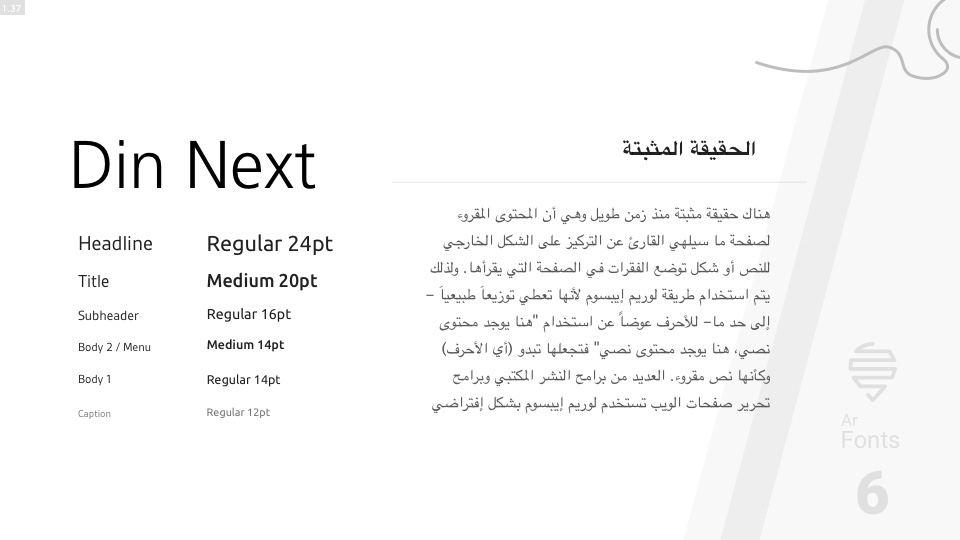 1.37
Din Next
Headline Regular 24pt
Title Medium 20pt
Subheader Regular 16pt
Body 2 / Menu Medium 14pt
Body 1 Regular 14pt
Caption Regular 12pt
الحقيقة المثبتة
هناك حقيقة مثبتة منذ زمن طويل وهي أن المحتوى المقروء
لصفحة ما سيلهي القارئ عن التركيز على الشكل الخارجي
للنص أو شكل توضع الفقرات في الصفحة التي يقرأها. ولذلك
يتم استخدام طريقة لوريم إيبسوم لأنها تعطي توزيعاَ طبيعياَ –
إلى حد ما– للأحرف عوضاً عن استخدام "هنا يوجد محتوى
نصي، هنا يوجد محتوى نصي" فتجعلها تبدو (أي الأحرف)
وكأنها نص مقروء. العديد من برامح النشر المكتبي وبرامح
تحرير صفحات الويب تستخدم لوريم إيبسوم بشكل إفتراضي
Ar
Fonts
6